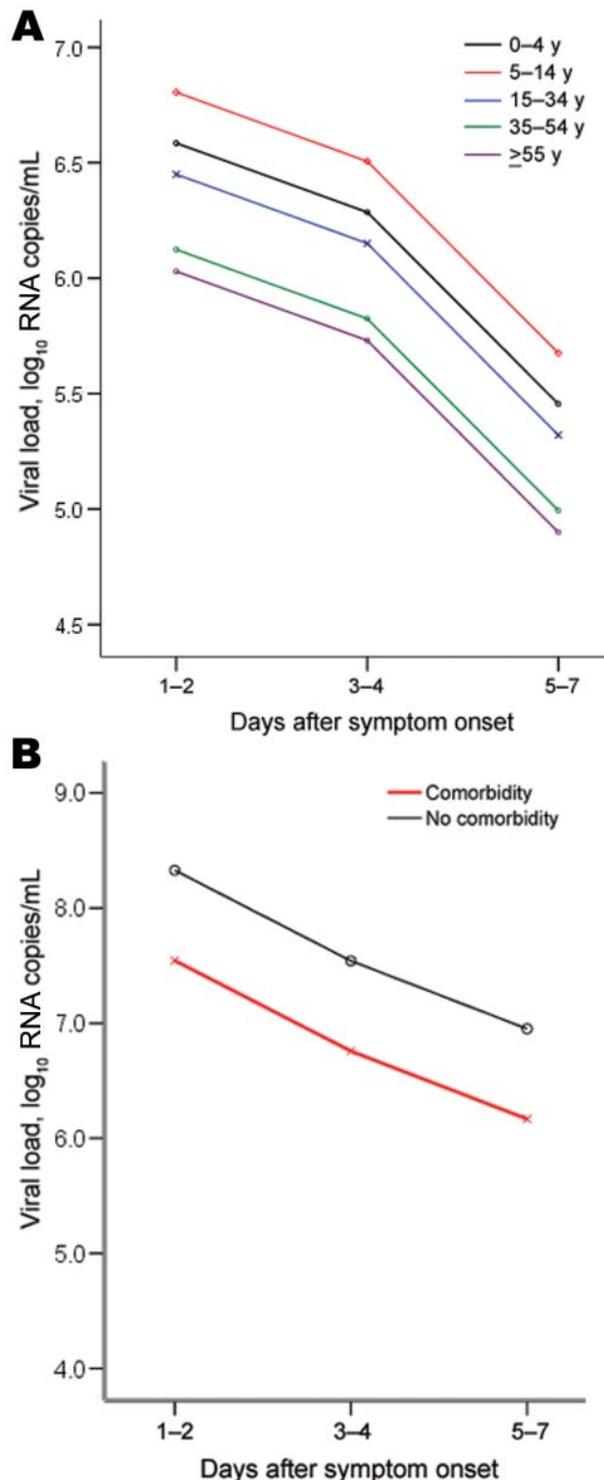 A
7.0
6.5
6.0
5.5
5.0
4.5
Viral load, log10 RNA copies/mL
0–4 y
5–14 y
15–34 y
35–54 y
≥55 y
1–2 3–4 5–7
Days after symptom onset
B
9.0
8.0
7.0
6.0
5.0
4.0
Viral load, log10 RNA copies/mL
Comorbidity
No comorbidity
1–2 3–4 5–7
Days after symptom onset